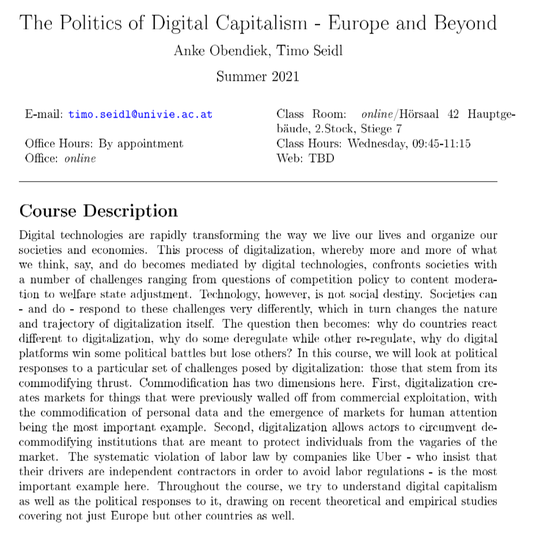 The Politics of Digital Capitalism - Europe and Beyond
Anke Obendiek, Timo Seidl
Summer 2021
E-mail: timo.seidl@univie.ac.at
Office Hours: By appointment
Office: online
Class Room: online/Hörsaal 42 Hauptge-
bäude, 2.Stock, Stiege 7
Class Hours: Wednesday, 09:45-11:15
Web: TBD
Course Description
Digital technologies are rapidly transforming the way we live our lives and organize our
societies and economies. This process of digitalization, whereby more and more of what
we think, say, and do becomes mediated by digital technologies, confronts societies with
a number of challenges ranging from questions of competition policy to content modera-
tion to welfare state adjustment. Technology, however, is not social destiny. Societies can
- and do - respond to these challenges very differently, which in turn changes the nature
and trajectory of digitalization itself. The question then becomes: why do countries react
different to digitalization, why do some deregulate while other re-regulate, why do digital
platforms win some political battles but lose others? In this course, we will look at political
responses to a particular set of challenges posed by digitalization: those that stem from its
commodifying thrust. Commodification has two dimensions here. First, digitalization cre-
ates markets for things that were previously walled off from commercial exploitation, with
the commodification of personal data and the emergence of markets for human attention
being the most important example. Second, digitalization allows actors to circumvent de-
commodifying institutions that are meant to protect individuals from the vagaries of the
market. The systematic violation of labor law by companies like Uber - who insist that
their drivers are independent contractors in order to avoid labor regulations - is the most
important example here. Throughout the course, we try to understand digital capitalism
as well as the political responses to it, drawing on recent theoretical and empirical studies
covering not just Europe but other countries as well.